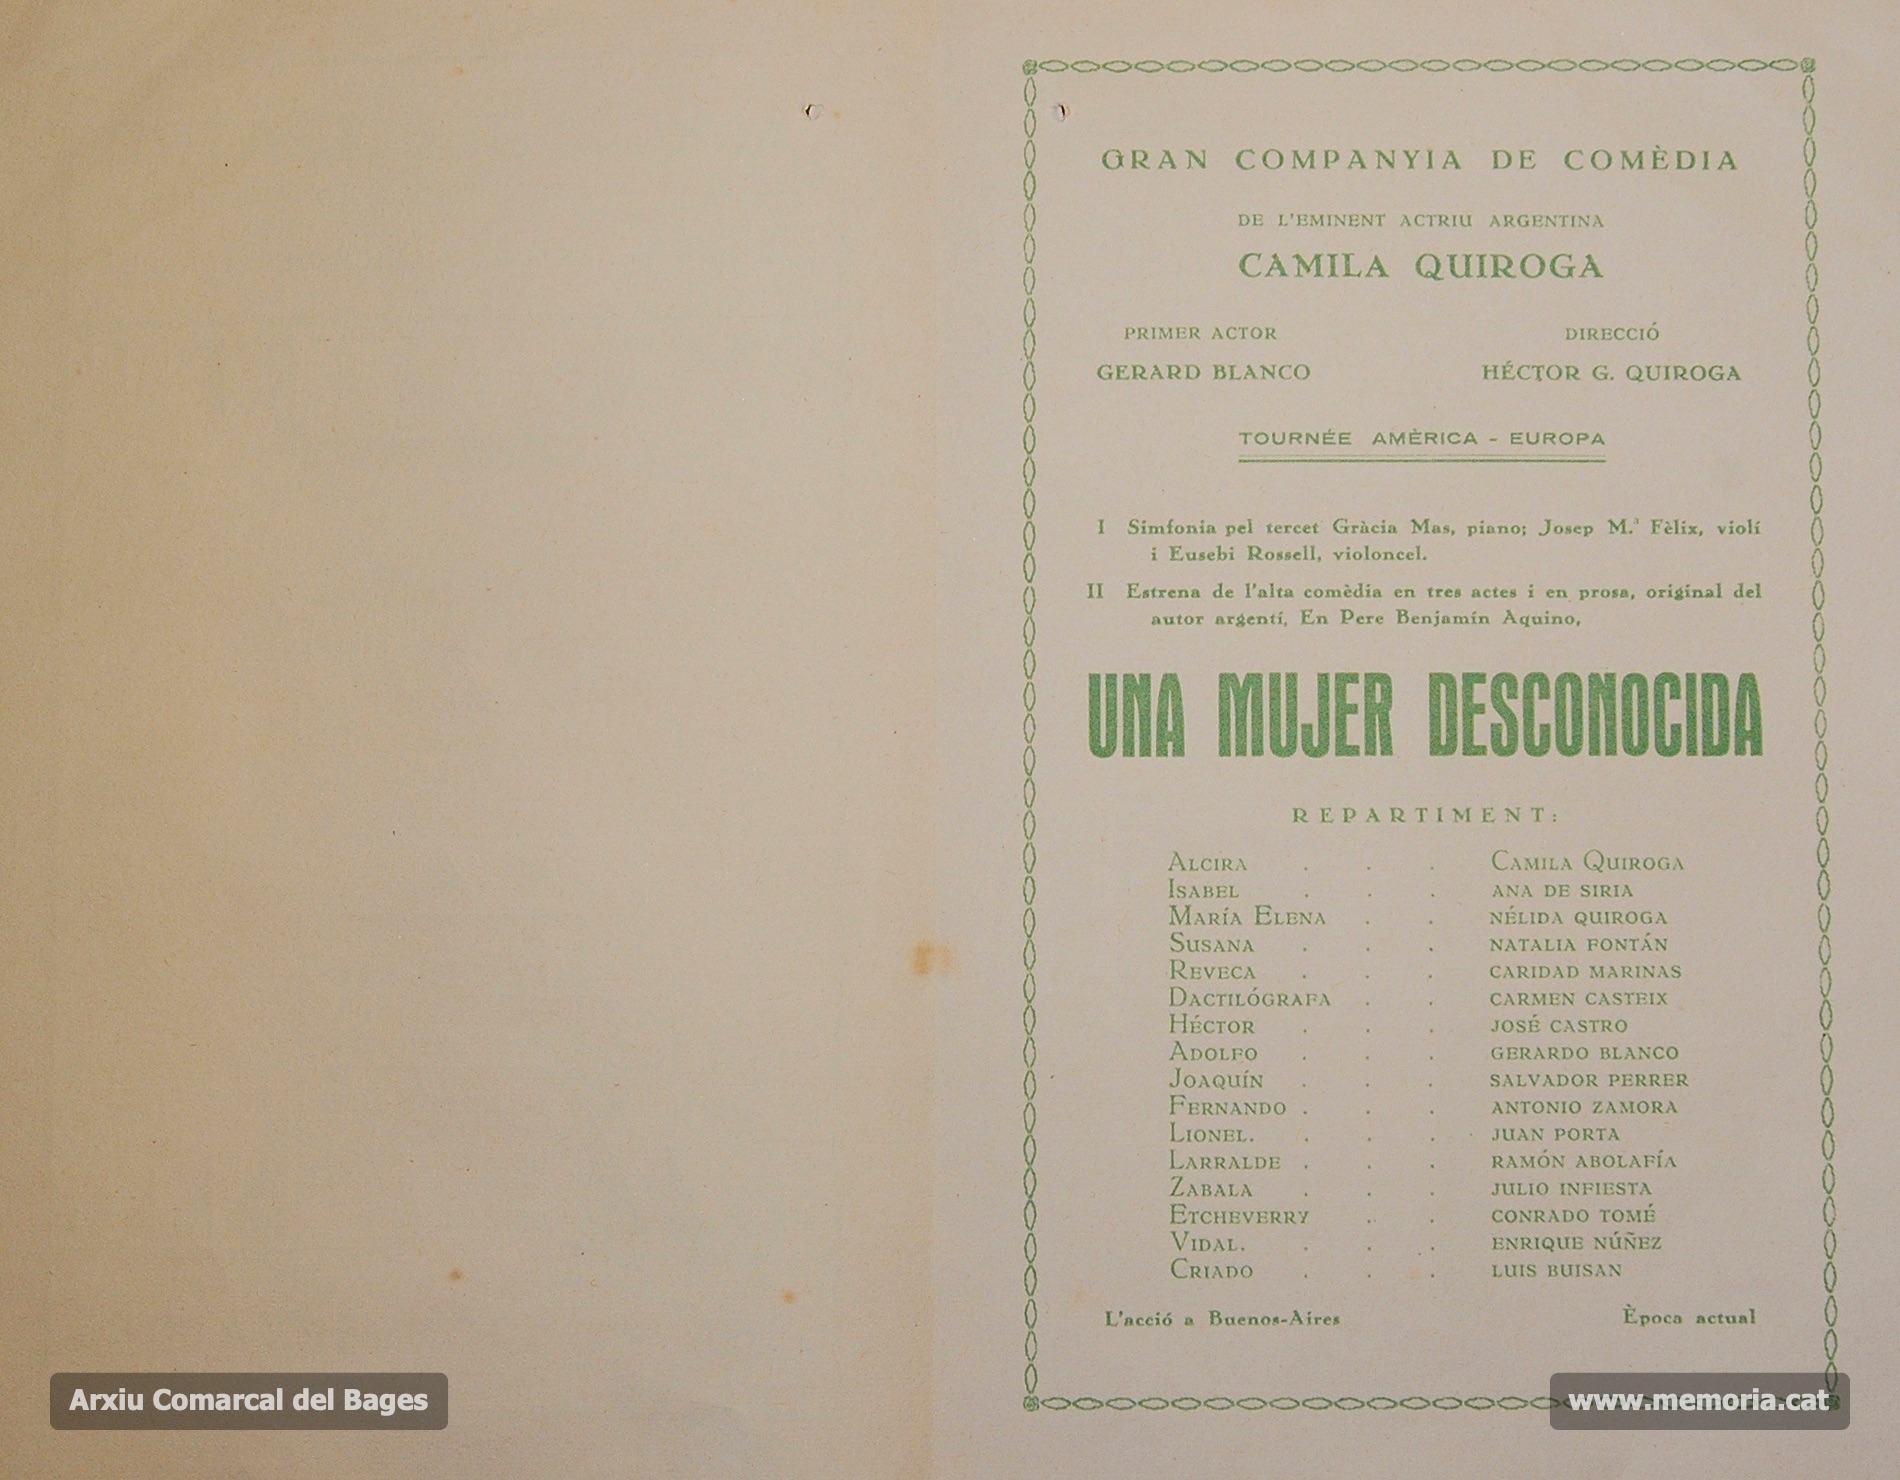 GRAN COMPANYIA DE COMÈDIA
DE L'EMINENT ACTRIU ARGENTINA
CAMILA QUIROGA
PRIMER ACTOR DIRECCIÓ
GERARD BLANCO HÉCTOR G. QUIROGA
TOURNÉE AMÈRICA - EUROPA
I Simfonia pel tercet Gràcia Mas, piano; Josep M.ª Fèlix, violí
i Eusebi Rossell, violoncel.
II Estrena de l'alta comèdia en tres actes i en prosa, original del
autor argentí, En Pere Benjamín Aquino,
UNA MUJER DESCONOCIDA
REPARTIMENT:
ALCIRA . . . CAMILA QUIROGA
ISABEL . . . ANA DE SIRIA
MARÍA ELENA . . NÉLIDA QUIROGA
SUSANA . . . NATALIA FONTÁN
REVECA . . . CARIDAD MARINAS
DACTILÓGRAFA . . CARMEN CASTEIX
HÉCTOR . . . JOSÉ CASTRO
ADOLFO . . . GERARDO BLANCO
JOAQUÍN . . . SALVADOR PERRER
FERNANDO . . . ANTONIO ZAMORA
LIONEL. . . . JUAN PORTA
LARRALDE . . . RAMÓN ABOLAFÍA
ZABALA . . . JULIO INFIESTA
ETCHEVERRY . . CONRADO TOMÉ
VIDAL. . . . ENRIQUE NÚÑEZ
CRIADO . . . LUIS BUISAN
L'acció a Buenos-Aires Època actual
Arxiu Comarcal del Bages
www.memoria.cat